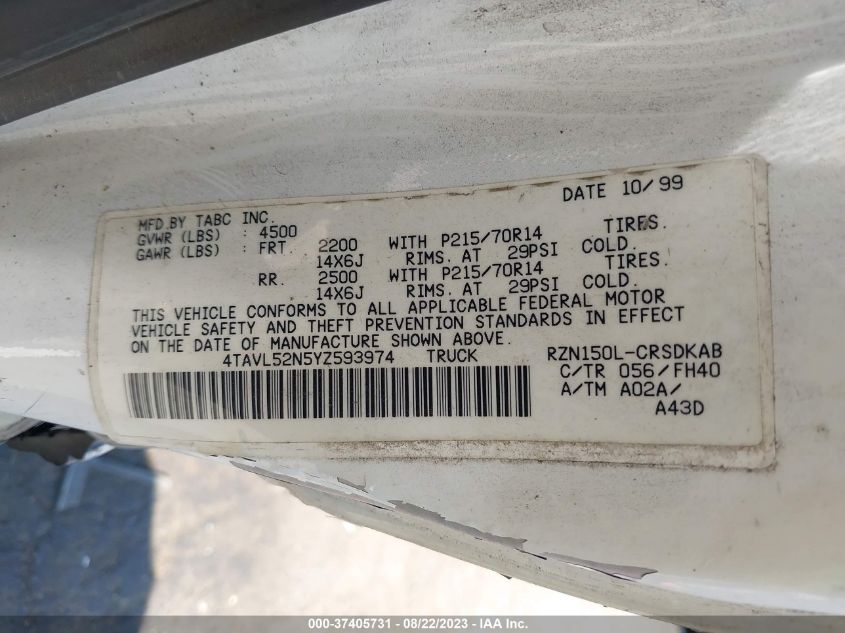 DATE 10/99
MFD.BY TABC INC.
GVWR (LBS) : 4500
GAWR (LBS) : FRT. 2200 WITH P215/70R14 TIRES.
14X6J RIMS. AT 29PSI COLD.
RR. 2500 WITH P215/70R14 TIRES.
14X6J RIMS. AT 29PSI COLD.
THIS VEHICLE CONFORMS TO ALL APPLICABLE FEDERAL MOTOR
VEHICLE SAFETY AND THEFT PREVENTION STANDARDS IN EFFECT
ON THE DATE OF MANUFACTURE SHOWN ABOVE.
4TAVL52N5YZ593974 TRUCK RZN150L-CRSDKAB
C/TR 056/FH40
A/TM A02A/
A43D
000-37405731 - 08/22/2023 - IAA Inc.